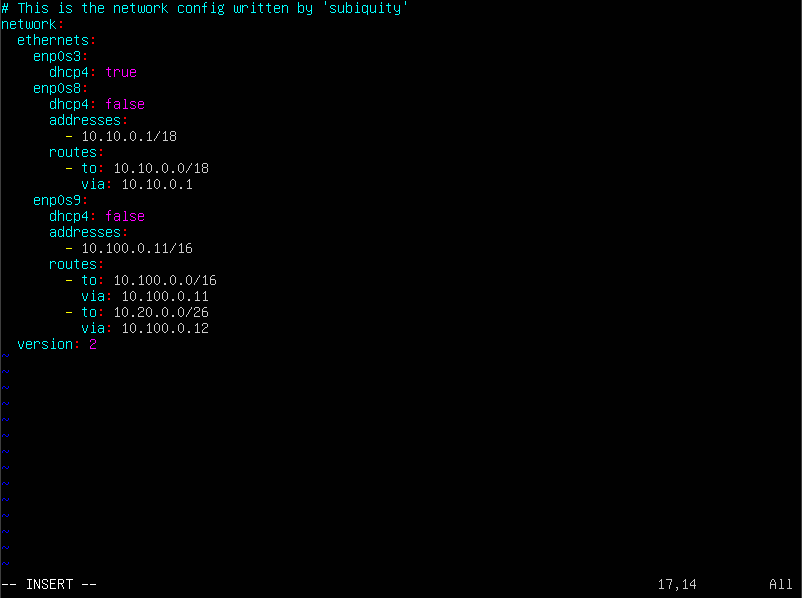 # This is the network config written by 'subiquity'
network:
  ethernets:
    enp0s3:
      dhcp4: true
    enp0s8:
      dhcp4: false
      addresses:
        - 10.10.0.1/18
      routes:
        - to: 10.10.0.0/18
          via: 10.10.0.1
    enp0s9:
      dhcp4: false
      addresses:
        - 10.100.0.11/16
      routes:
        - to: 10.100.0.0/16
          via: 10.100.0.11
        - to: 10.20.0.0/26
          via: 10.100.0.12
  version: 2
~
~
~
~
~
~
~
~
~
~
~
~
~
~
-- INSERT -- 17,14 All